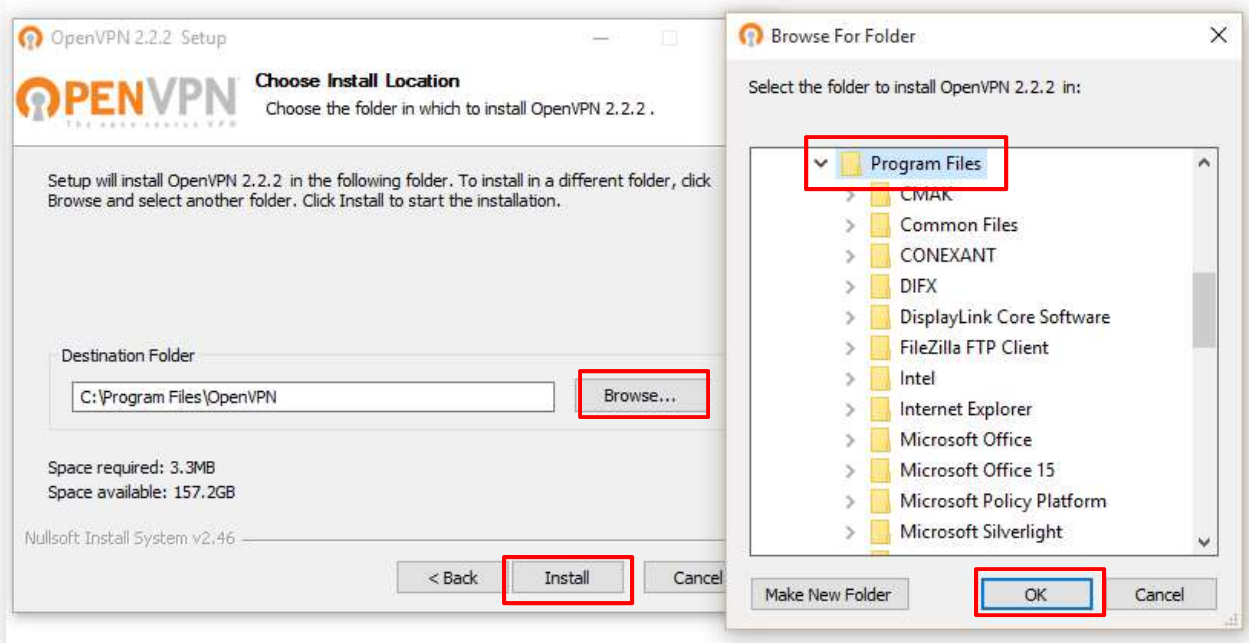 OpenVPN 2.2.2 Setup
OPENVPN
The open source VPN
Choose Install Location
Choose the folder in which to install OpenVPN 2.2.2 .
Setup will install OpenVPN 2.2.2 in the following folder. To install in a different folder, click
Browse and select another folder. Click Install to start the installation.
Destination Folder
C:\Program Files\OpenVPN
Browse...
Space required: 3.3MB
Space available: 157.2GB
Nullsoft Install System v2.46
< Back
Install
Cancel
Browse For Folder
Select the folder to install OpenVPN 2.2.2 in:
Program Files
CMAK
Common Files
CONEXANT
DIFX
DisplayLink Core Software
FileZilla FTP Client
Intel
Internet Explorer
Microsoft Office
Microsoft Office 15
Microsoft Policy Platform
Microsoft Silverlight
Make New Folder
OK
Cancel